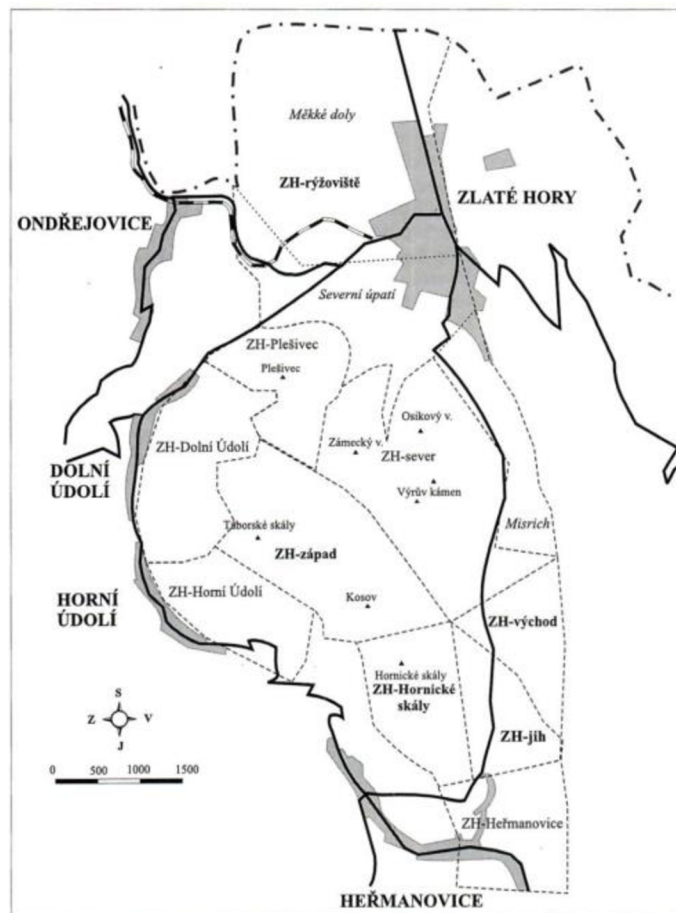 Měkké doly
ZH-rýžoviště
ZLATÉ HORY
ONDŘEJOVICE
Severní úpatí
ZH-Plešivec
Plešivec
Osikový v.
Zámecký v.
ZH-Dolní Údolí
ZH-sever
DOLNÍ
ÚDOLÍ
Výrův kámen
Misrich
Táborské skály
ZH-západ
ZH-Horní Údolí
HORNÍ
ÚDOLÍ
Kosov
ZH-východ
Hornické skály
ZH-Hornické
skály
S
Z
V
J
ZH-jih
0 500 1000 1500
ZH-Heřmanovice
HEŘMANOVICE